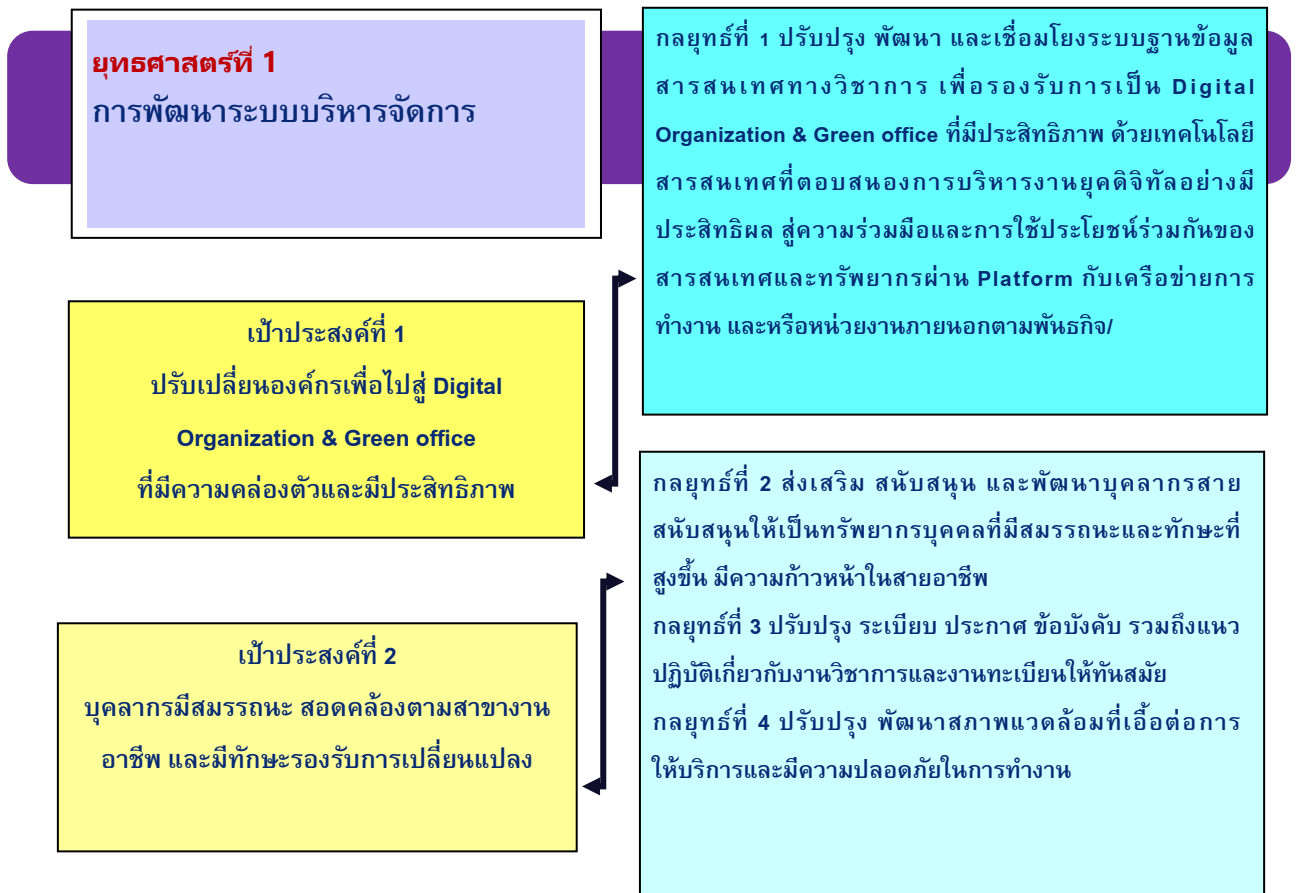 ยุทธศาสตร์ที่ 1
การพัฒนาระบบบริหารจัดการ
กลยุทธ์ที่ 1 ปรับปรุง พัฒนา และเชื่อมโยงระบบฐานข้อมูล
สารสนเทศทางวิชาการ เพื่อรองรับการเป็น Digital
Organization & Green office ที่มีประสิทธิภาพ ด้วยเทคโนโลยี
สารสนเทศที่ตอบสนองการบริหารงานยุคดิจิทัลอย่างมี
ประสิทธิผล สู่ความร่วมมือและการใช้ประโยชน์ร่วมกันของ
สารสนเทศและทรัพยากรผ่าน Platform กับเครือข่ายการ
ทำงาน และหรือหน่วยงานภายนอกตามพันธกิจ/
เป้าประสงค์ที่ 1
ปรับเปลี่ยนองค์กรเพื่อไปสู่ Digital
Organization & Green office
ที่มีความคล่องตัวและมีประสิทธิภาพ
กลยุทธ์ที่ 2 ส่งเสริม สนับสนุน และพัฒนาบุคลากรสาย
สนับสนุนให้เป็นทรัพยากรบุคคลที่มีสมรรถนะและทักษะที่
สูงขึ้น มีความก้าวหน้าในสายอาชีพ
กลยุทธ์ที่ 3 ปรับปรุง ระเบียบ ประกาศ ข้อบังคับ รวมถึงแนว
ปฏิบัติเกี่ยวกับงานวิชาการและงานทะเบียนให้ทันสมัย
กลยุทธ์ที่ 4 ปรับปรุง พัฒนาสภาพแวดล้อมที่เอื้อต่อการ
ให้บริการและมีความปลอดภัยในการทำงาน
เป้าประสงค์ที่ 2
บุคลากรมีสมรรถนะ สอดคล้องตามสาขางาน
อาชีพ และมีทักษะรองรับการเปลี่ยนแปลง